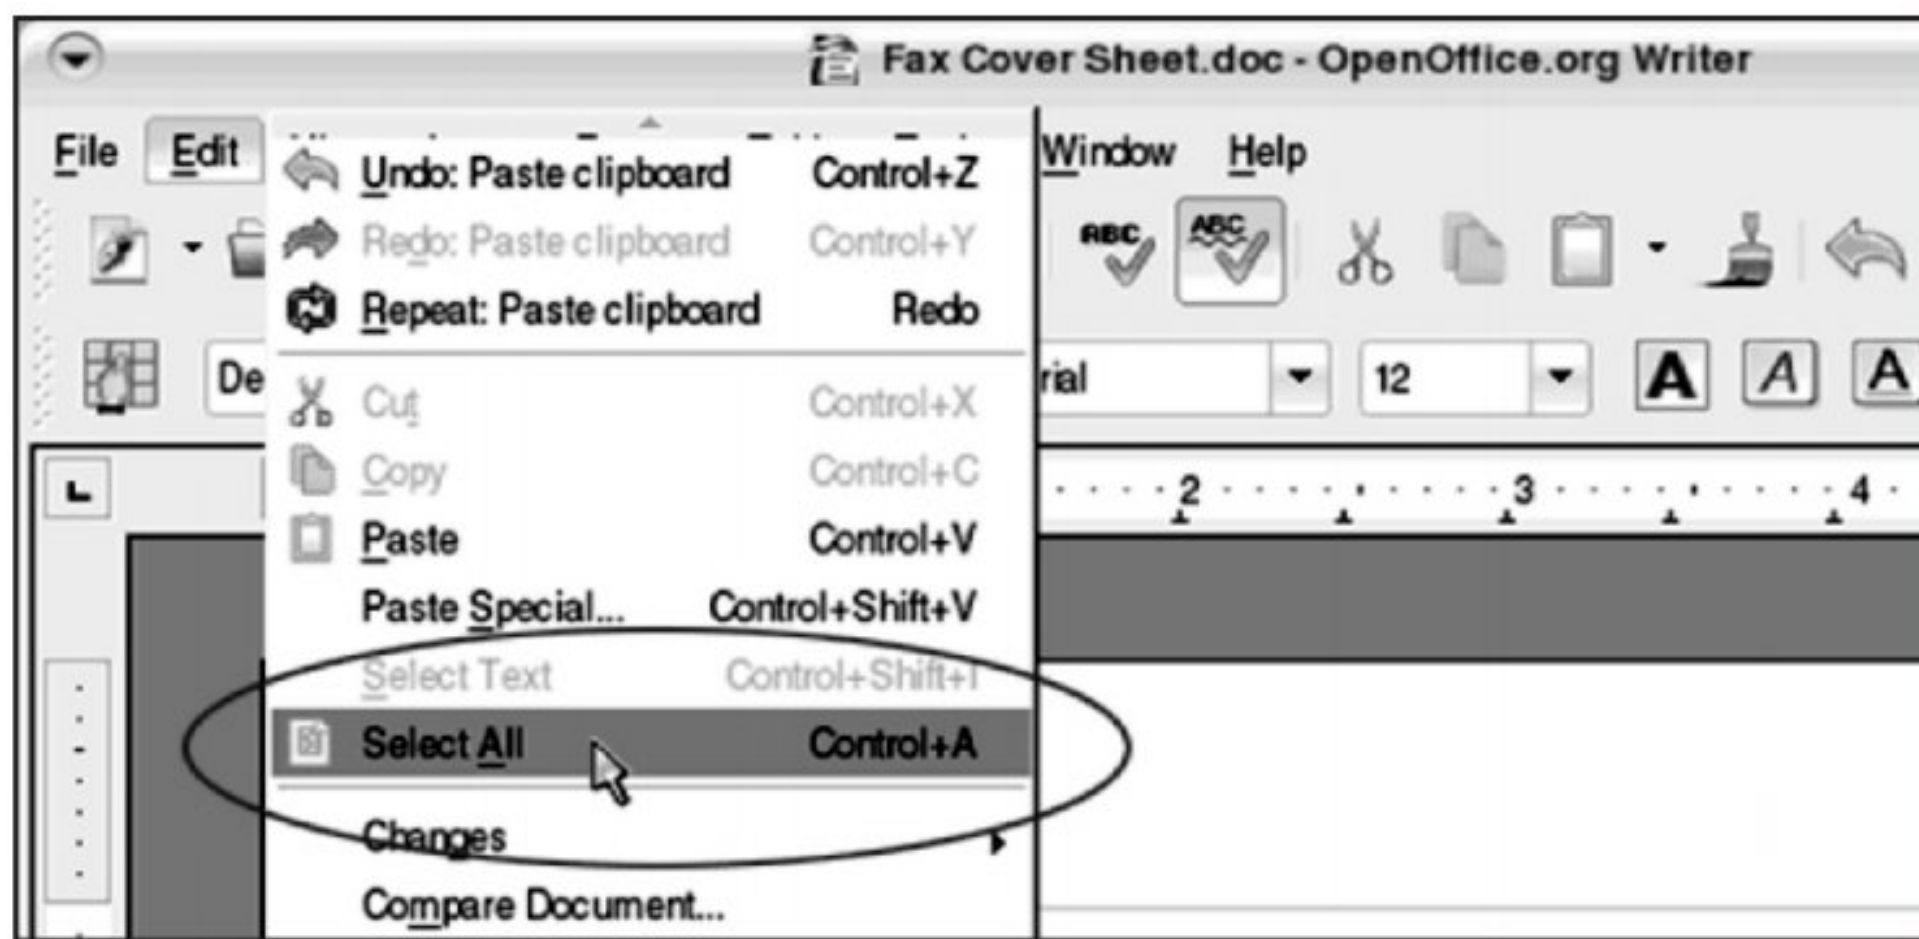 Fax Cover Sheet.doc - OpenOffice.org Writer
File Edit Window Help
Undo: Paste clipboard Control+Z
Redo: Paste clipboard Control+Y
Repeat: Paste clipboard Redo
ABC ABC
De rial 12 A A A
Cut Control+X
Copy Control+C
2 3 4
Paste Control+V
Paste Special... Control+Shift+V
Select Text Control+Shift+I
Select All Control+A
Changes
Compare Document...